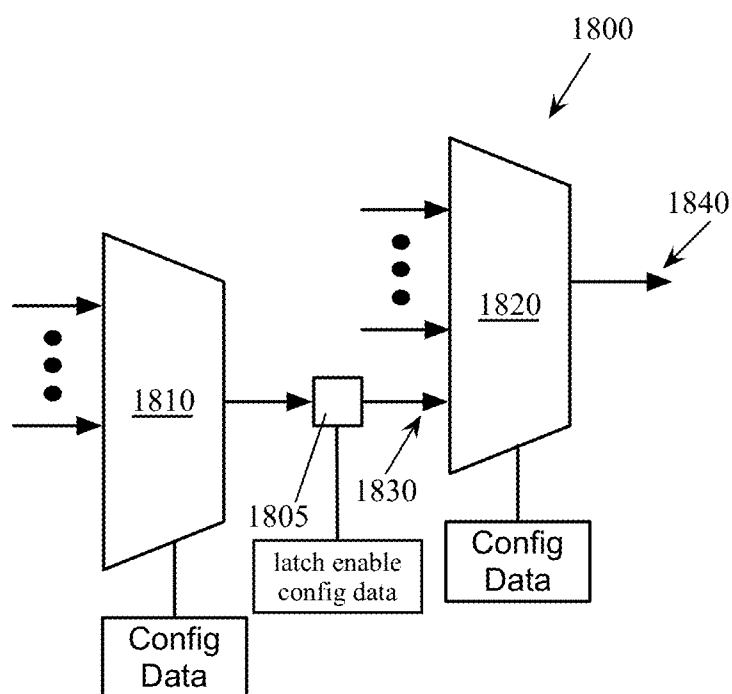 1800
1840
1820
1810
1830
1805
latch enable
config data
Config
Data
Config
Data